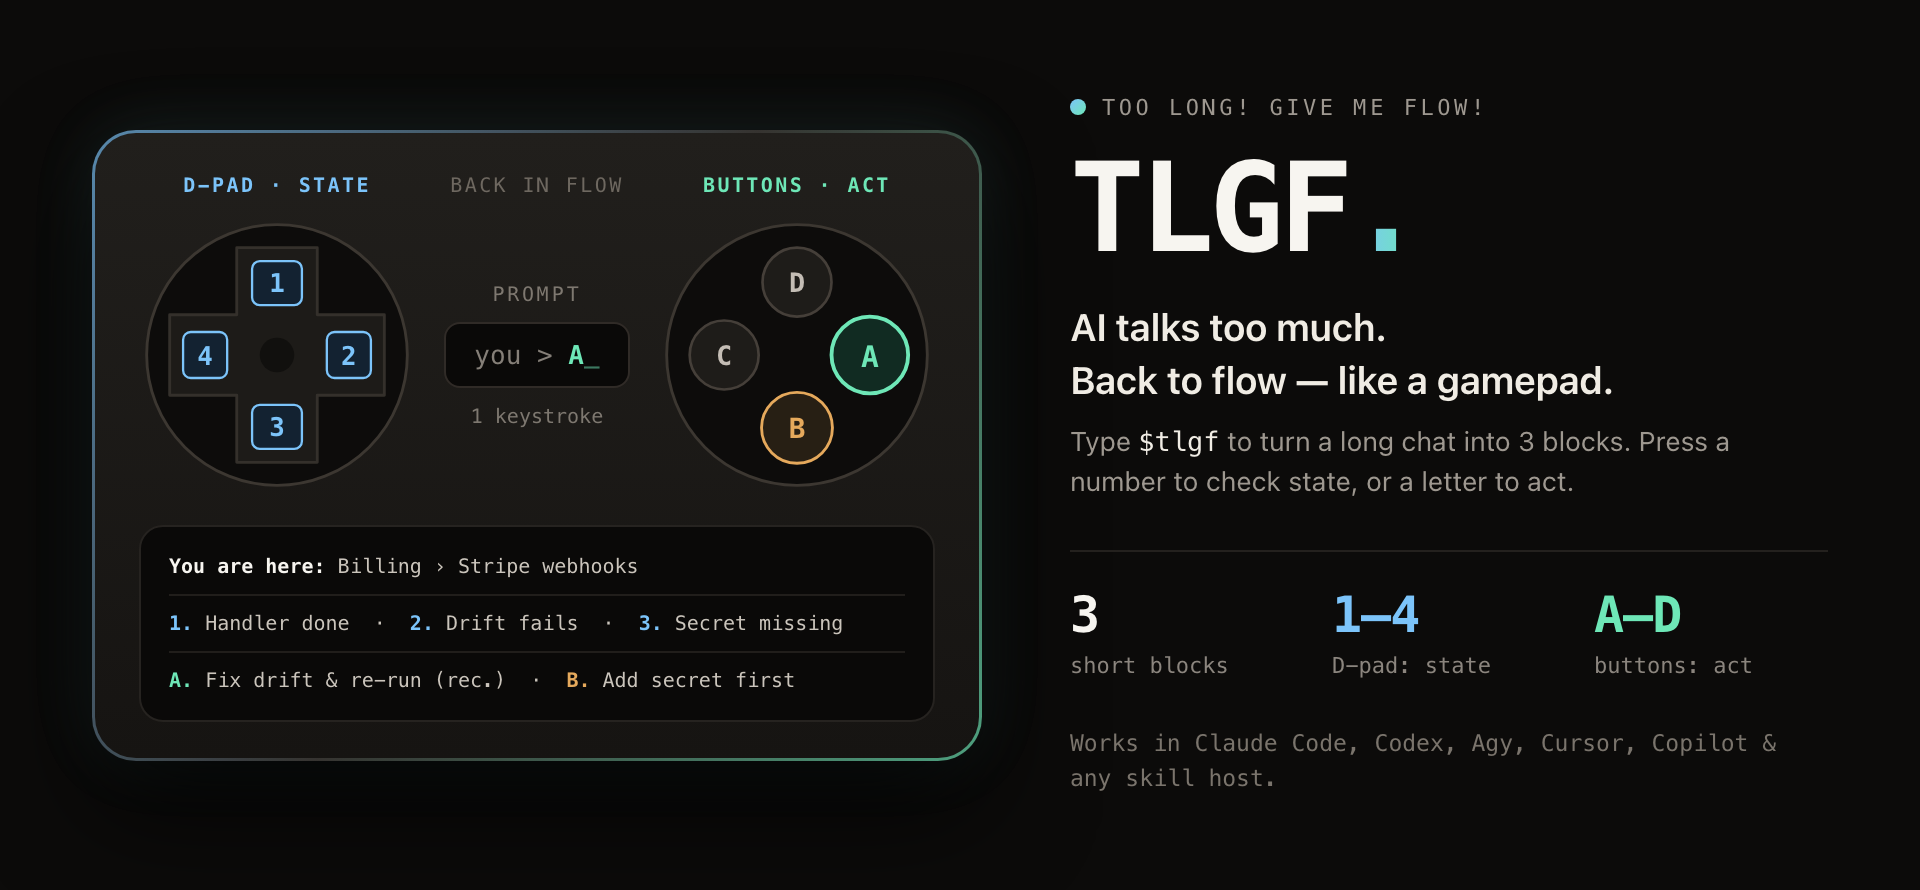 D-PAD · STATE
BACK IN FLOW
BUTTONS · ACT
1
4
2
3
PROMPT
you > A_
1 keystroke
D
C
A
B
You are here: Billing › Stripe webhooks
1. Handler done · 2. Drift fails · 3. Secret missing
A. Fix drift & re-run (rec.) · B. Add secret first
TOO LONG! GIVE ME FLOW!
TLGF.
AI talks too much.
Back to flow — like a gamepad.
Type $tlgf to turn a long chat into 3 blocks. Press a
number to check state, or a letter to act.
3
short blocks
1–4
D-pad: state
A–D
buttons: act
Works in Claude Code, Codex, Agy, Cursor, Copilot &
any skill host.